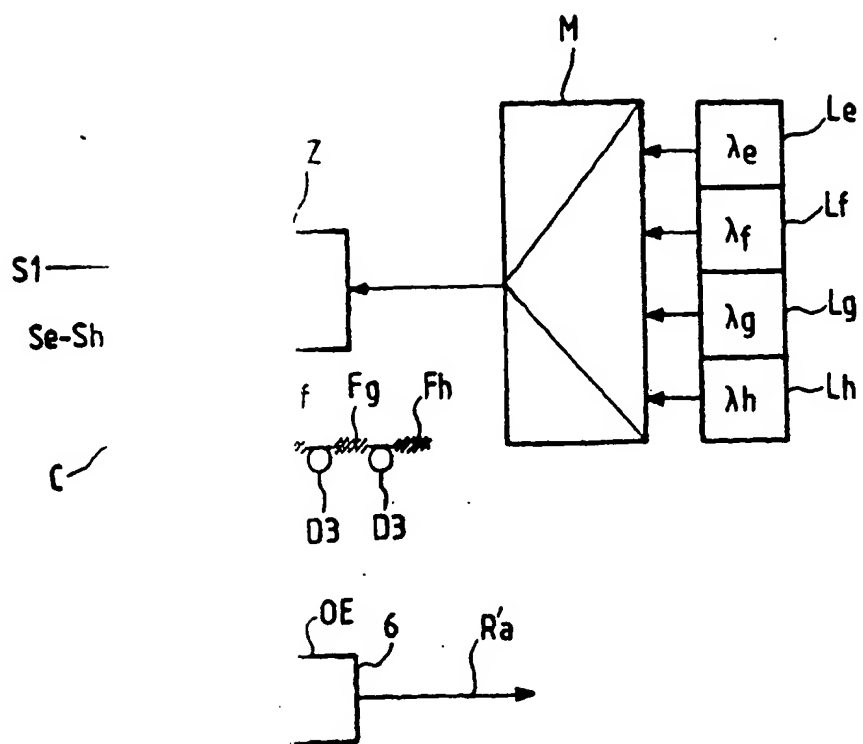 M
Le
λe
Z
Lf
λf
S1
λg
Lg
Se-Sh
λh
Lh
f Fg Fh
C
D3 D3
OE 6 R'a